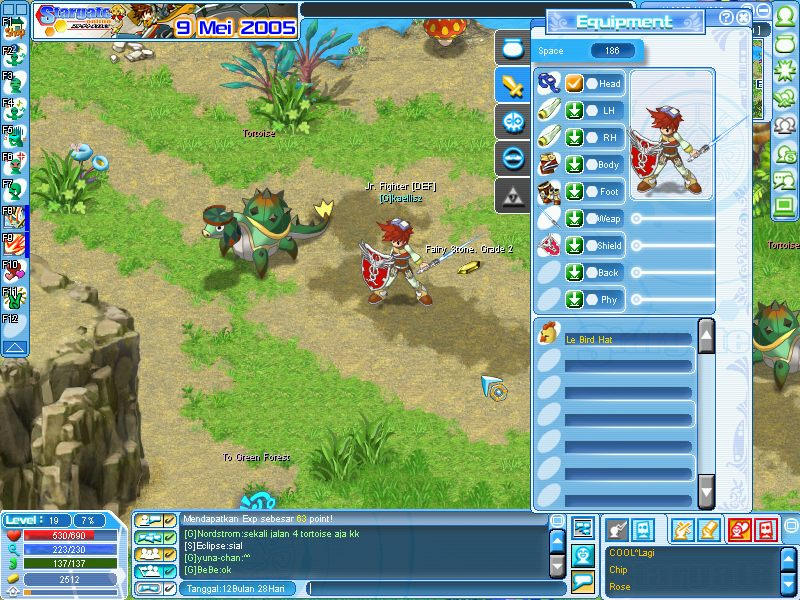 Stargate
online
9 Mei 2005
Equipment
Space
186
F1
F2
F3
F4
F5
F6
F7
F8
F9
F10
F11
F12
Head
LH
RH
Body
Foot
Weap
Shield
Back
Phy
Le Bird Hat
Tortoise
Jr. Fighter [DEF]
[G]kaellisz
Fairy Stone, Grade 2
Tortoise
To Green Forest
Level: 19
7%
530/690
223/230
137/137
2512
Mendapatkan Exp sebesar 63 point!
[G]Nordstrom:sekali jalan 4 tortoise aja kk
[S]Eclipse:sial
[G]yuna-chan:^^
[G]BeBe:ok
Tanggal:12Bulan 28Hari
COOL^Lagi
Chip
Rose